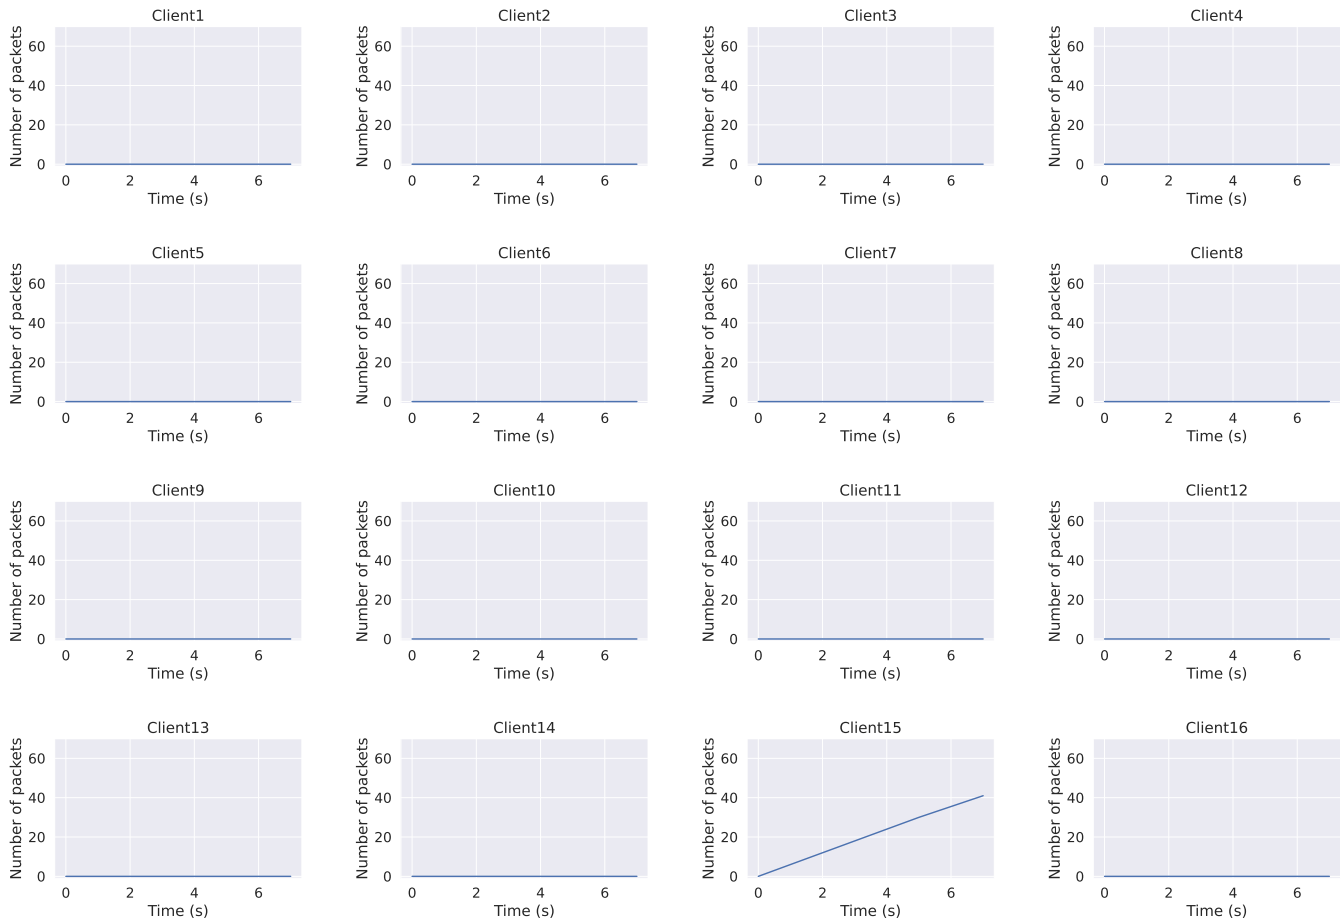 Client1
Client2
Client3
Client4
Number of packets
60
40
20
0
0 2 4 6
Time (s)
Number of packets
60
40
20
0
0 2 4 6
Time (s)
Number of packets
60
40
20
0
0 2 4 6
Time (s)
Number of packets
60
40
20
0
0 2 4 6
Time (s)
Client5
Client6
Client7
Client8
Number of packets
60
40
20
0
0 2 4 6
Time (s)
Number of packets
60
40
20
0
0 2 4 6
Time (s)
Number of packets
60
40
20
0
0 2 4 6
Time (s)
Number of packets
60
40
20
0
0 2 4 6
Time (s)
Client9
Client10
Client11
Client12
Number of packets
60
40
20
0
0 2 4 6
Time (s)
Number of packets
60
40
20
0
0 2 4 6
Time (s)
Number of packets
60
40
20
0
0 2 4 6
Time (s)
Number of packets
60
40
20
0
0 2 4 6
Time (s)
Client13
Client14
Client15
Client16
Number of packets
60
40
20
0
0 2 4 6
Time (s)
Number of packets
60
40
20
0
0 2 4 6
Time (s)
Number of packets
60
40
20
0
0 2 4 6
Time (s)
Number of packets
60
40
20
0
0 2 4 6
Time (s)